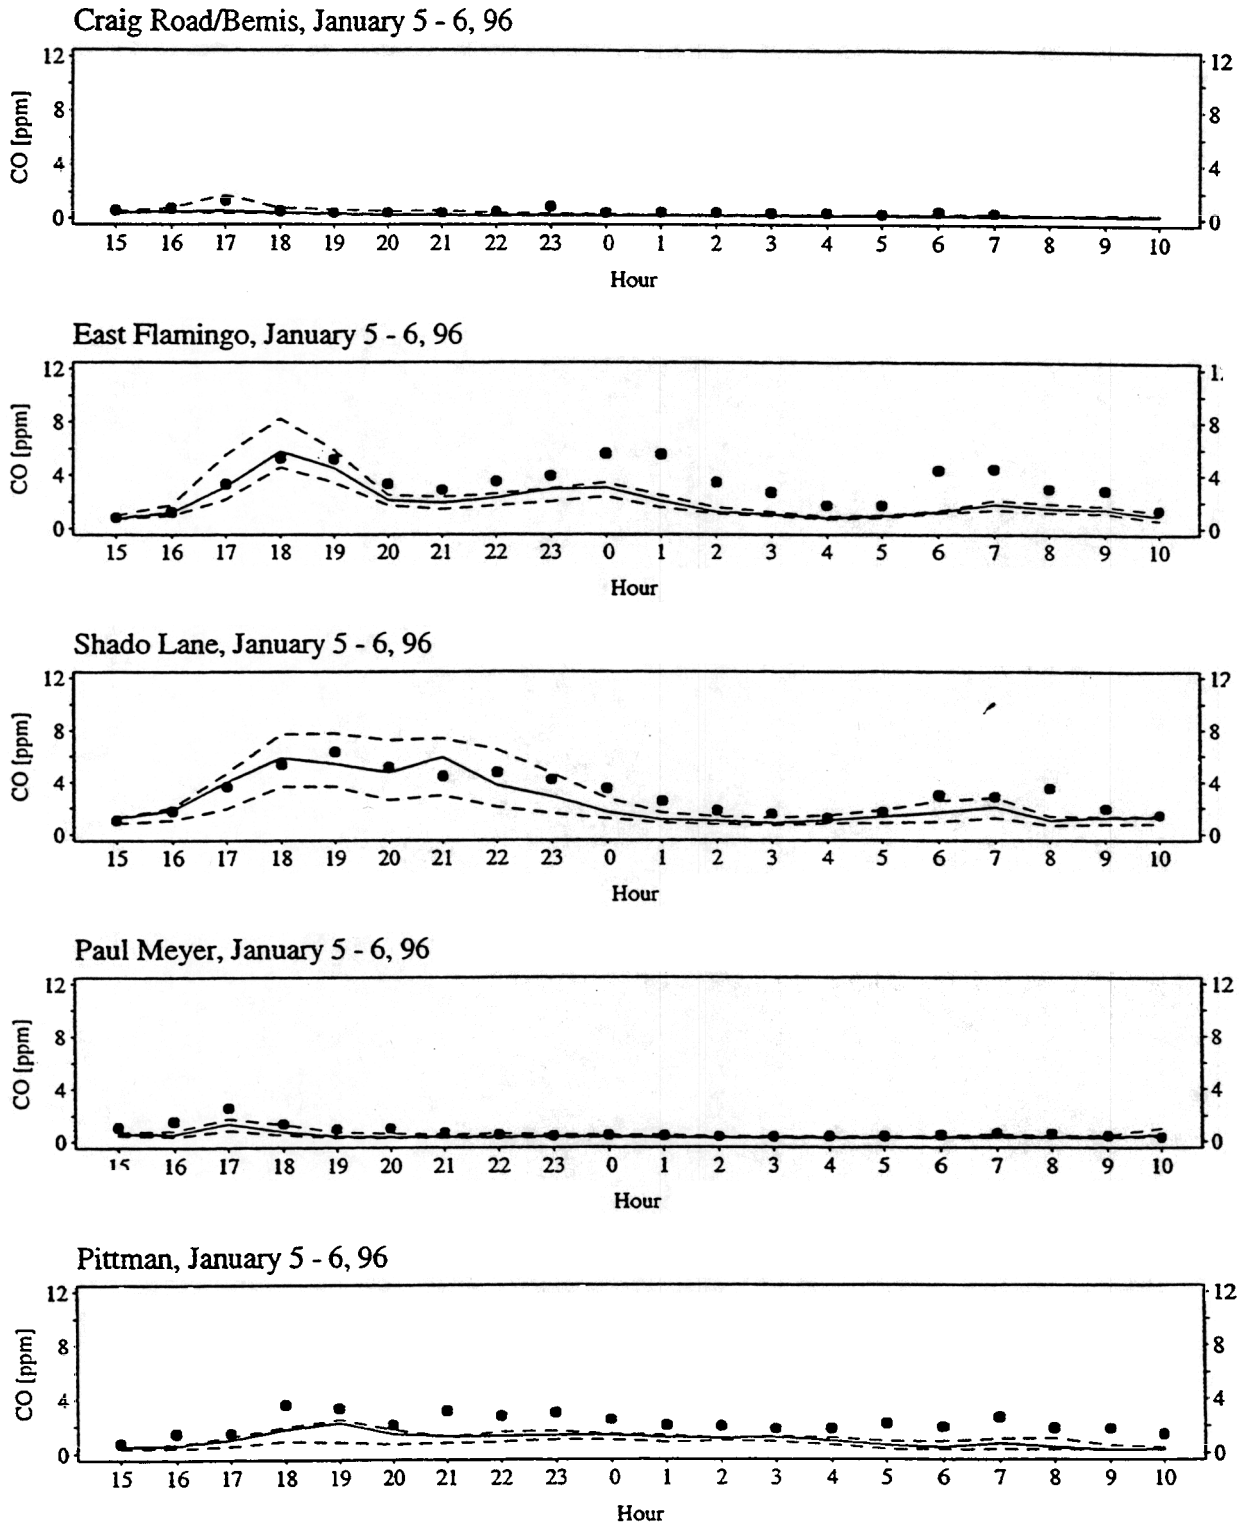 Craig Road/Bemis, January 5 - 6, 96
12 12
8 8
4 4
0 0
CO [ppm]
15 16 17 18 19 20 21 22 23 0 1 2 3 4 5 6 7 8 9 10
Hour
East Flamingo, January 5 - 6, 96
12
8 8
4 4
0 0
CO [ppm]
15 16 17 18 19 20 21 22 23 0 1 2 3 4 5 6 7 8 9 10
Hour
Shado Lane, January 5 - 6, 96
12 12
8 8
4 4
0 0
CO [ppm]
15 16 17 18 19 20 21 22 23 0 1 2 3 4 5 6 7 8 9 10
Hour
Paul Meyer, January 5 - 6, 96
12 12
8 8
4 4
0 0
CO [ppm]
16 17 18 19 20 21 22 23 0 1 2 3 4 5 6 7 8 9 10
Hour
Pittman, January 5 - 6, 96
12 12
8 8
4 4
0 0
CO [ppm]
15 16 17 18 19 20 21 22 23 0 1 2 3 4 5 6 7 8 9 10
Hour